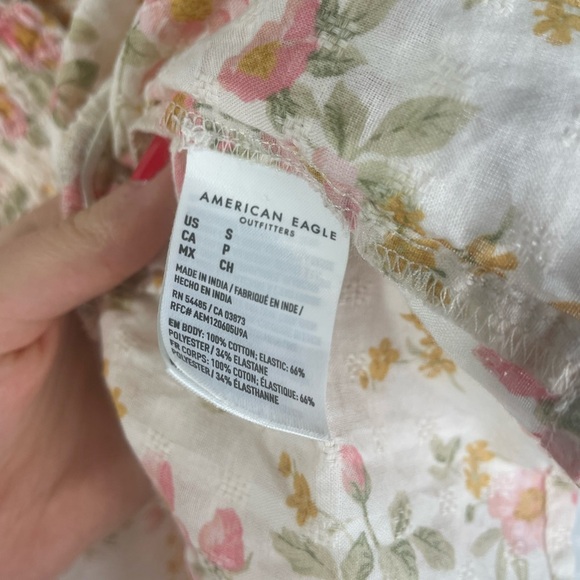 AMERICAN EAGLE
OUTFITTERS
US S
CA P
MX CH
MADE IN INDIA / FABRIQUÉ EN INDE /
HECHO EN INDIA
RN 54485 / CA 03873
RFC# AEM120605U9A
EN BODY: 100% COTTON; ELASTIC: 66%
POLYESTER / 34% ELASTANE
FR CORPS: 100% COTON; ÉLASTIQUE: 66%
POLYESTER / 34% ÉLASTHANNE